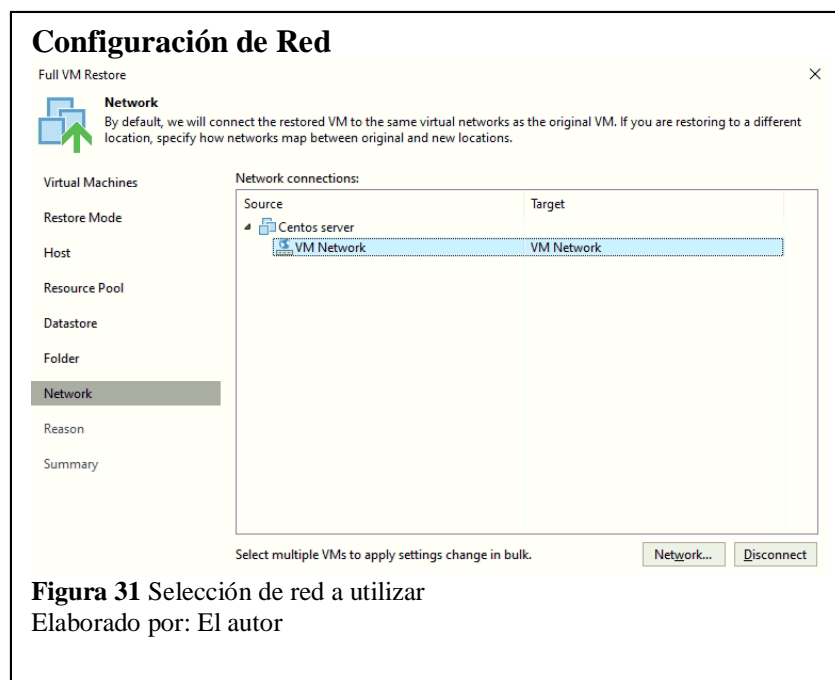 Configuración de Red
Full VM Restore
Network
By default, we will connect the restored VM to the same virtual networks as the original VM. If you are restoring to a different
location, specify how networks map between original and new locations.
Virtual Machines
Restore Mode
Host
Resource Pool
Datastore
Folder
Network
Reason
Summary
Network connections:
Source Target
Centos server
VM Network VM Network
Select multiple VMs to apply settings change in bulk.
Network... Disconnect
Figura 31 Selección de red a utilizar
Elaborado por: El autor